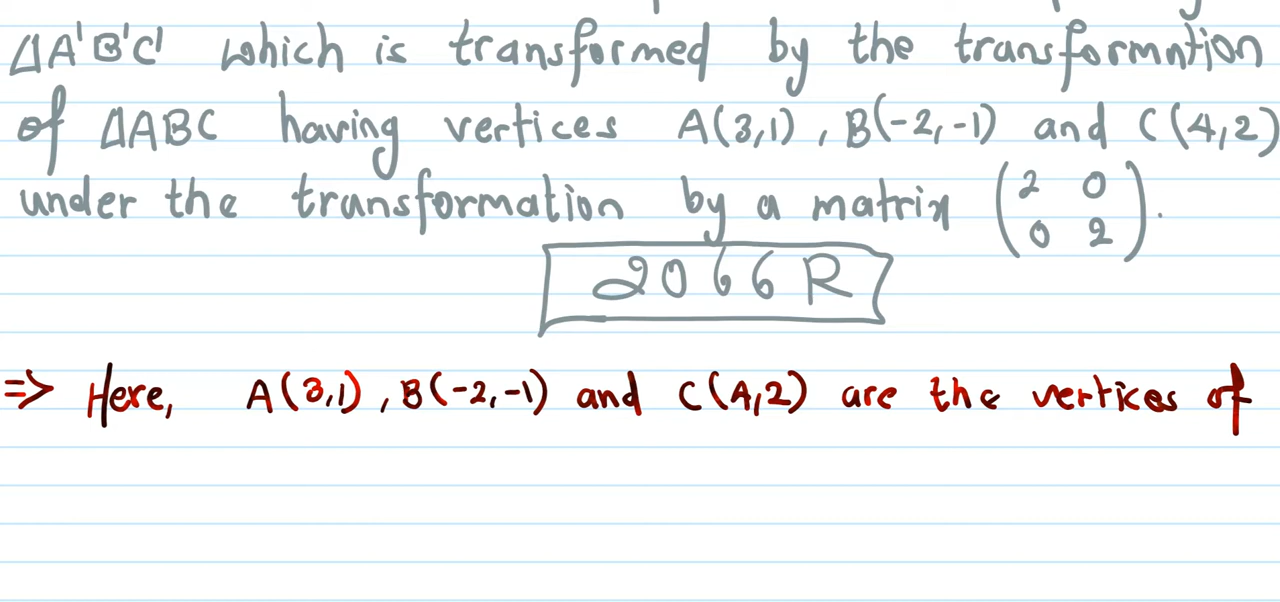 ΔA'B'C' which is transformed by the transformation
of ΔABC having vertices A(3,1), B(-2,-1) and C(4,2)
under the transformation by a matrix (2 0
0 2).
2066 R
=> Here, A(3,1), B(-2,-1) and C(4,2) are the vertices of